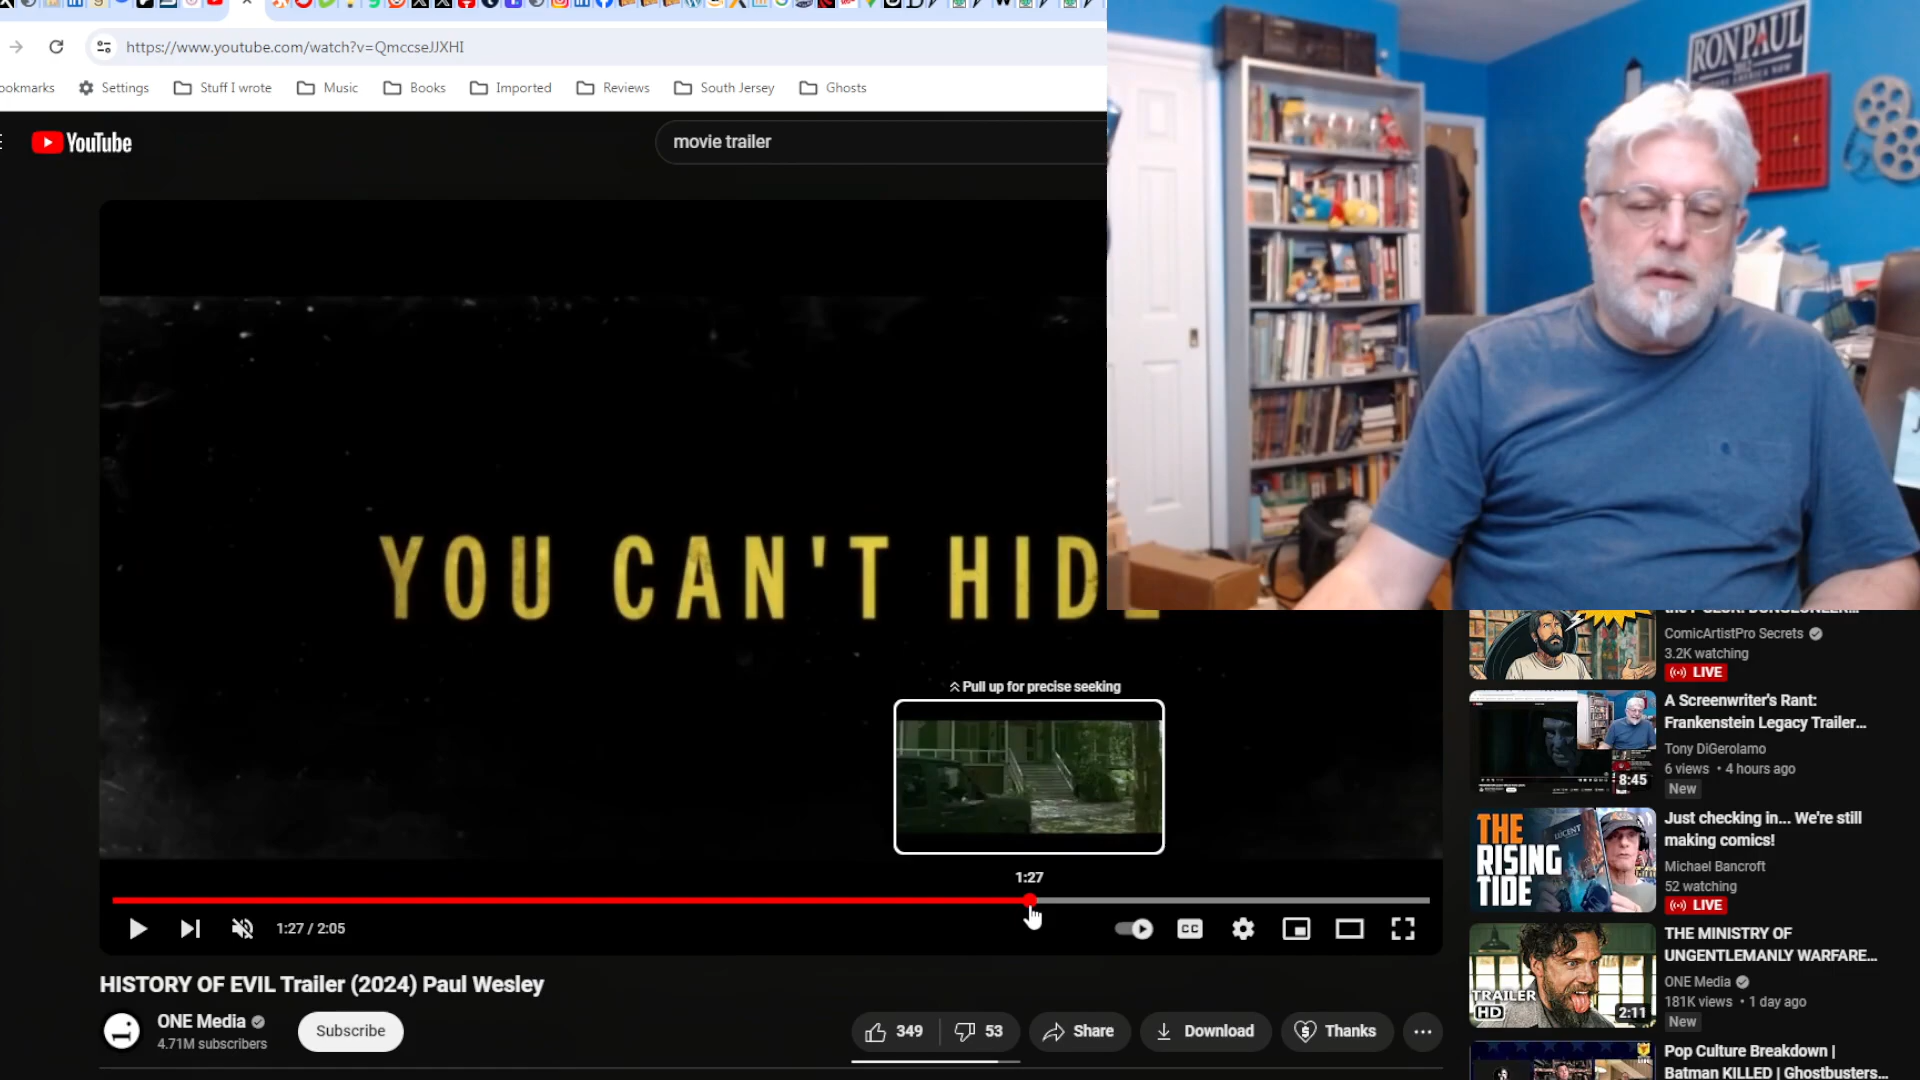 https://www.youtube.com/watch?v=QmccseJJXHI
ookmarks
Settings
Stuff I wrote
Music
Books
Imported
Reviews
South Jersey
Ghosts
YouTube
movie trailer
RON PAUL
YOU CAN'T HIDE
Pull up for precise seeking
1:27
1:27 / 2:05
CC
HISTORY OF EVIL Trailer (2024) Paul Wesley
ONE Media
4.71M subscribers
Subscribe
349
53
Share
Download
Thanks
ComicArtistPro Secrets
3.2K watching
LIVE
A Screenwriter's Rant:
Frankenstein Legacy Trailer...
Tony DiGerolamo
6 views • 4 hours ago
New
8:45
THE
RISING
TIDE
LUCENT
Just checking in... We're still
making comics!
Michael Bancroft
52 watching
LIVE
TRAILER
HD
2:11
THE MINISTRY OF
UNGENTLEMANLY WARFARE...
ONE Media
181K views • 1 day ago
New
Pop Culture Breakdown |
Batman KILLED | Ghostbusters...